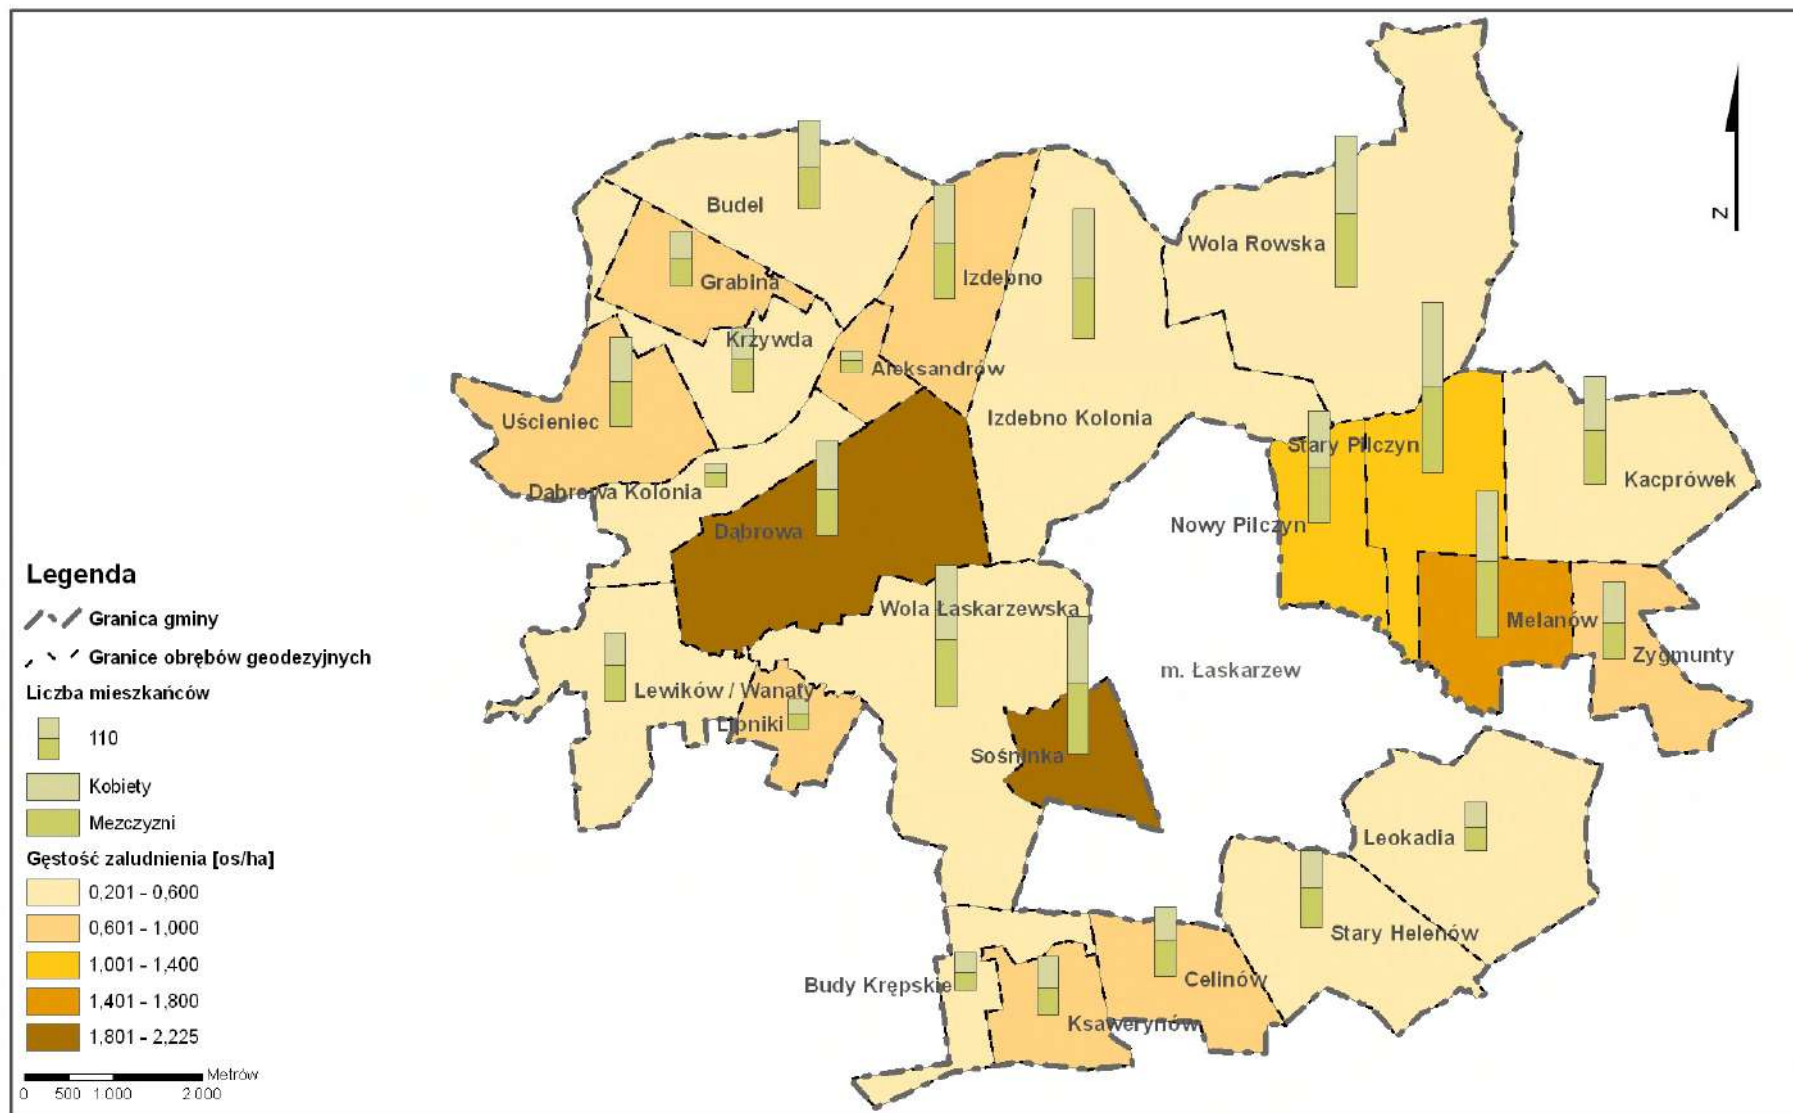 Budel
Wola Rowska
Grabina
Izdebno
Krzywda
Aleksandrów
Uścieniec
Izdebno Kolonia
Stary Pilczyn
Kacprówek
Dąbrowa Kolonia
Dąbrowa
Nowy Pilczyn
Wola Łaskarzewska
Melanów
Zygmunty
m. Łaskarzew
Lewików / Wanaty
Lipniki
Sośninka
Leokadia
Stary Helenów
Celinów
Budy Krępskie
Ksawerynów
Z
Legenda
Granica gminy
Granice obrębów geodezyjnych
Liczba mieszkańców
110
Kobiety
Mezczyzni
Gęstość zaludnienia [os/ha]
0,201 - 0,600
0,601 - 1,000
1,001 - 1,400
1,401 - 1,800
1,801 - 2,225
Metrów
0 500 1 000 2 000